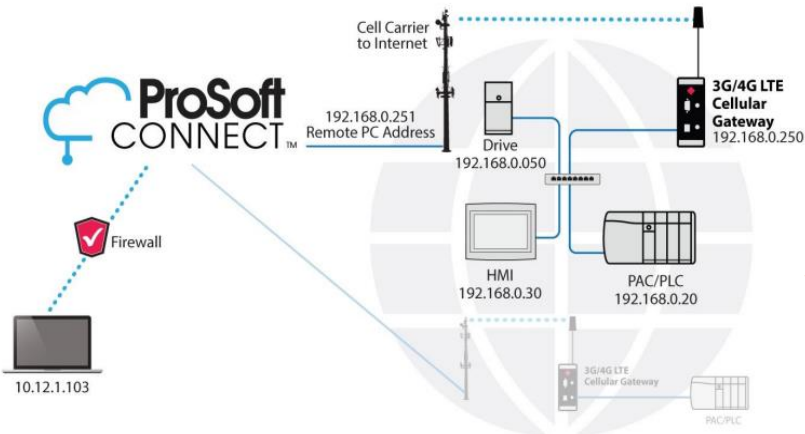 Cell Carrier
to Internet
ProSoft
CONNECT™
192.168.0.251
Remote PC Address
Drive
192.168.0.050
3G/4G LTE
Cellular
Gateway
192.168.0.250
Firewall
HMI
192.168.0.30
PAC/PLC
192.168.0.20
10.12.1.103
3G/4G LTE
Cellular Gateway
PAC/PLC